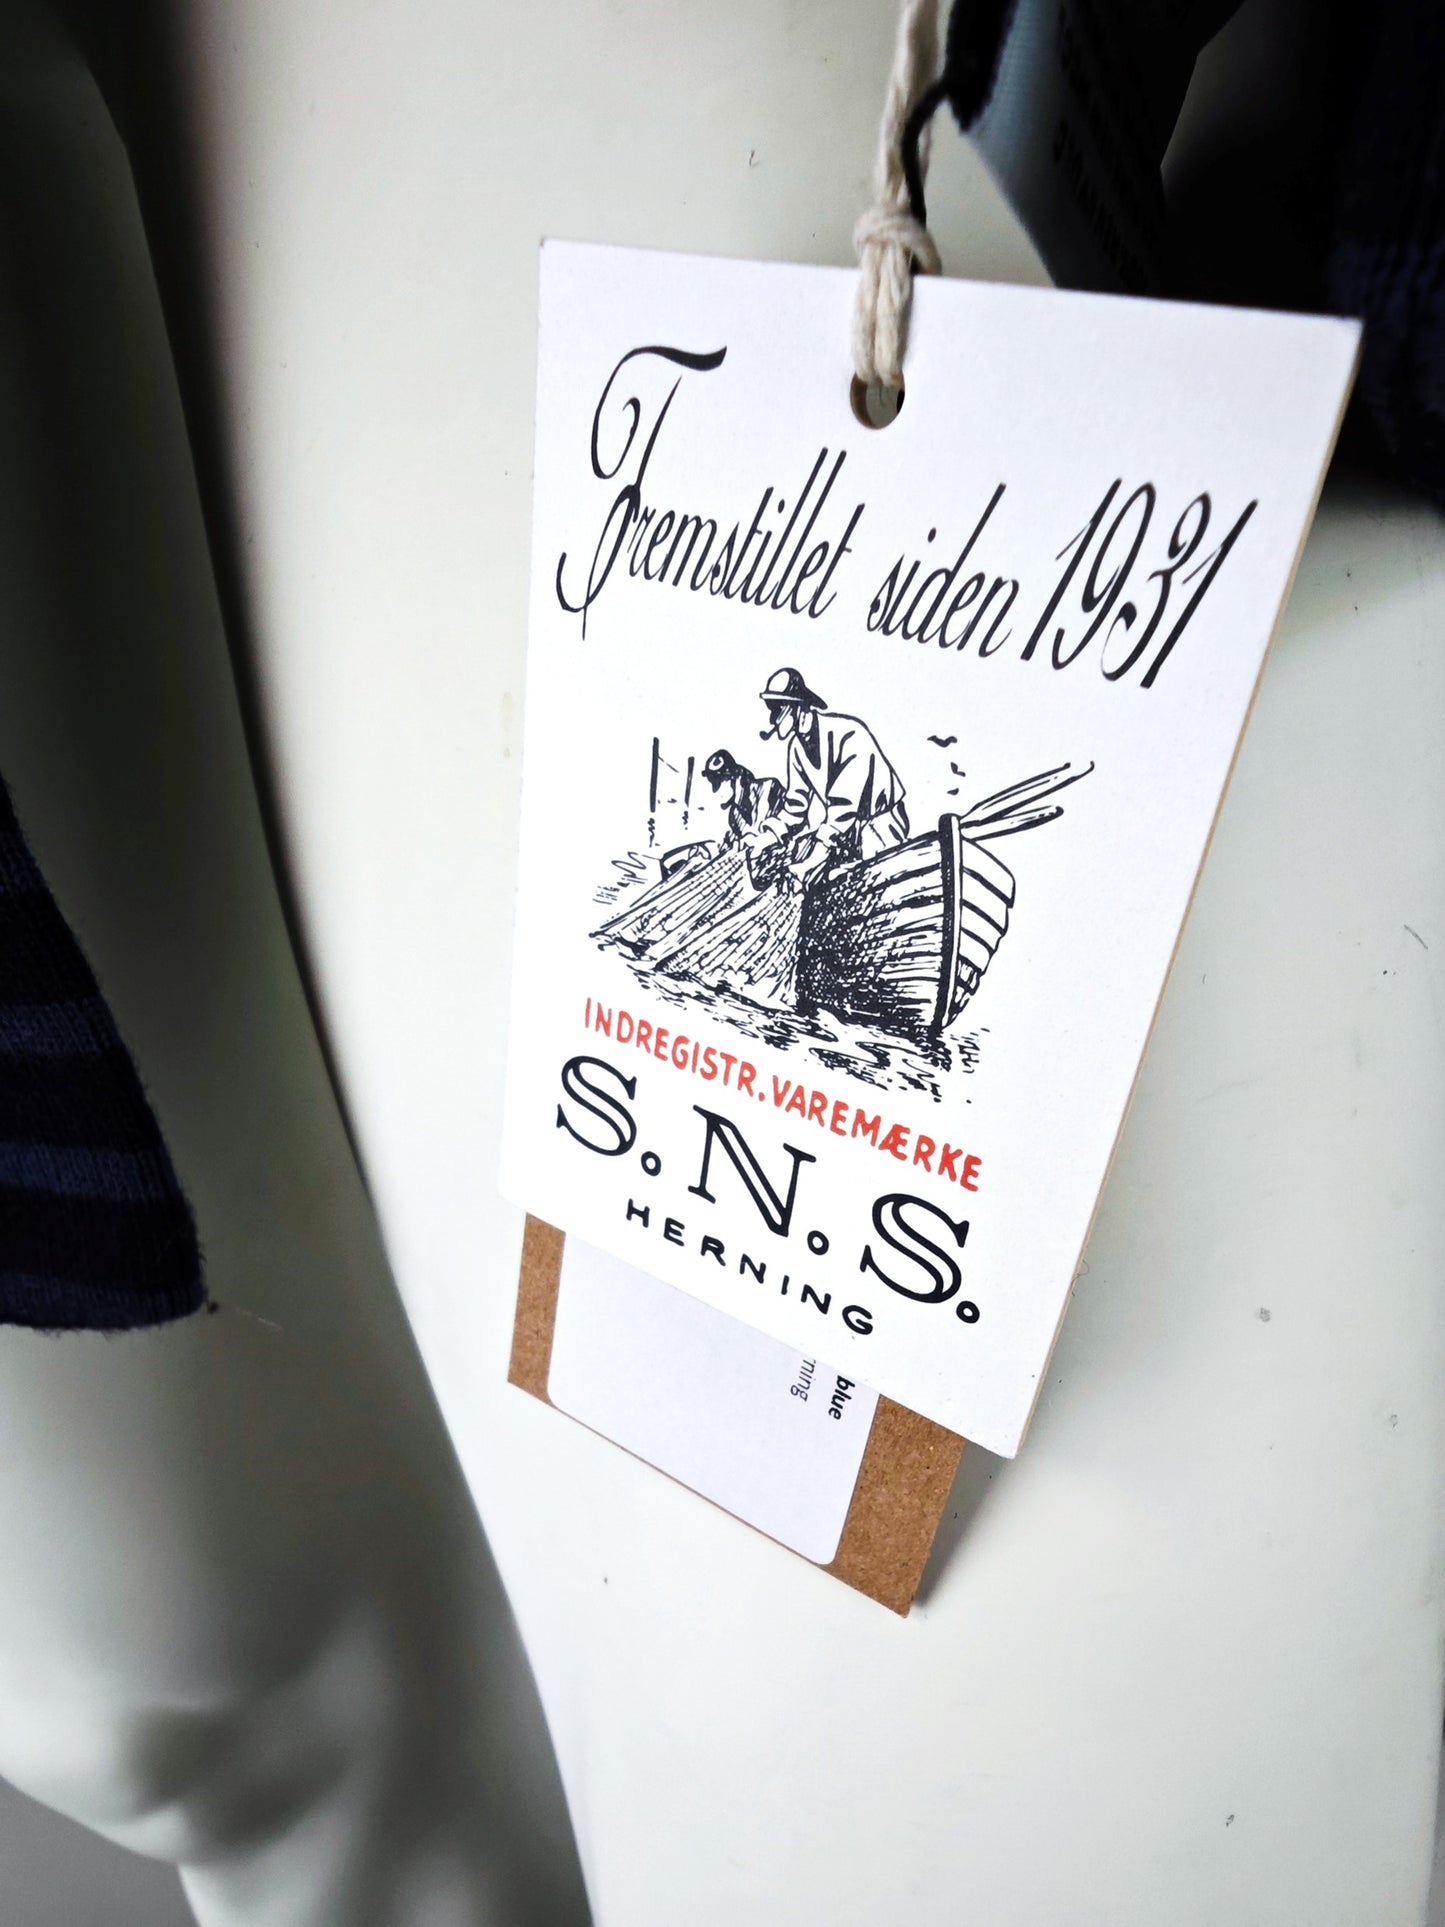 Fremstillet siden 1931
INDREGISTR. VAREMÆRKE
S.N.S.
HERNING
blue